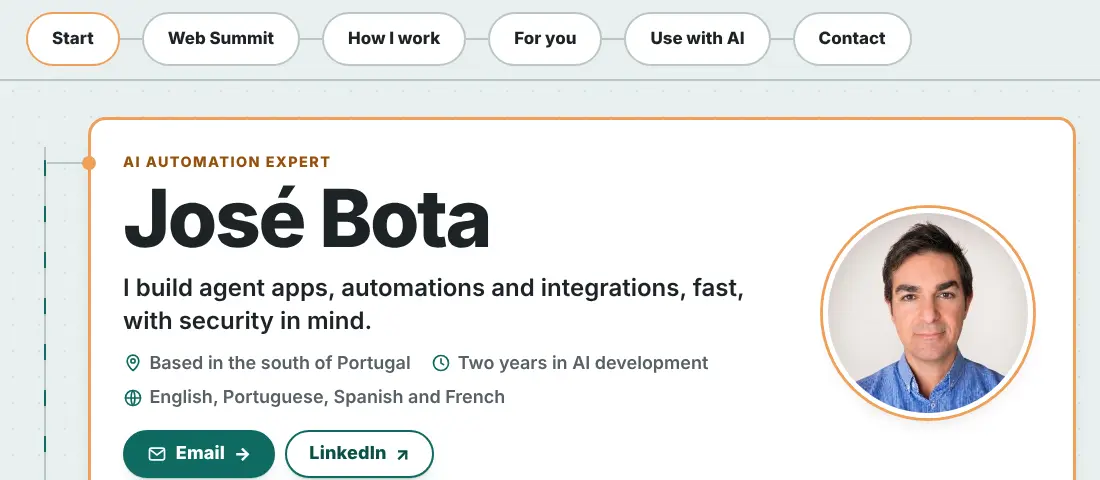 Start
Web Summit
How I work
For you
Use with AI
Contact
AI AUTOMATION EXPERT
José Bota
I build agent apps, automations and integrations, fast,
with security in mind.
Based in the south of Portugal
Two years in AI development
English, Portuguese, Spanish and French
Email →
LinkedIn ↗